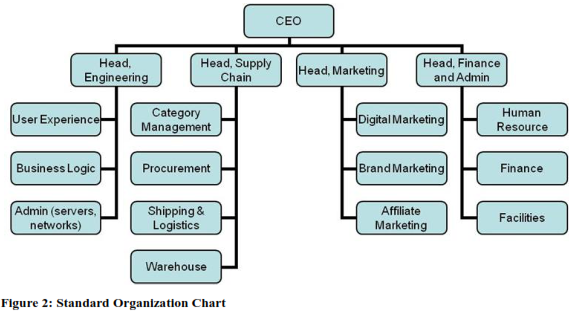 CEO
Head,
Engineering
Head, Supply
Chain
Head, Marketing
Head, Finance
and Admin
User Experience
Category
Management
Digital Marketing
Human
Resource
Business Logic
Procurement
Brand Marketing
Finance
Admin (servers,
networks)
Shipping &
Logistics
Affiliate
Marketing
Facilities
Warehouse
Figure 2: Standard Organization Chart